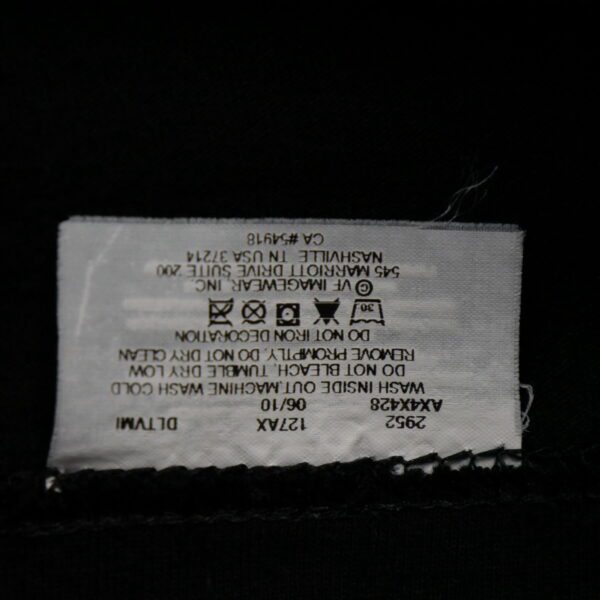 2952 127AX DLTVMI
AX4X428 06/10
WASH INSIDE OUT,MACHINE WASH COLD
DO NOT BLEACH, TUMBLE DRY LOW
REMOVE PROMPTLY, DO NOT DRY CLEAN
DO NOT IRON DECORATION
30
© VF IMAGEWEAR, INC.
545 MARRIOTT DRIVE SUITE 200
NASHVILLE TN USA 37214
CA #54918